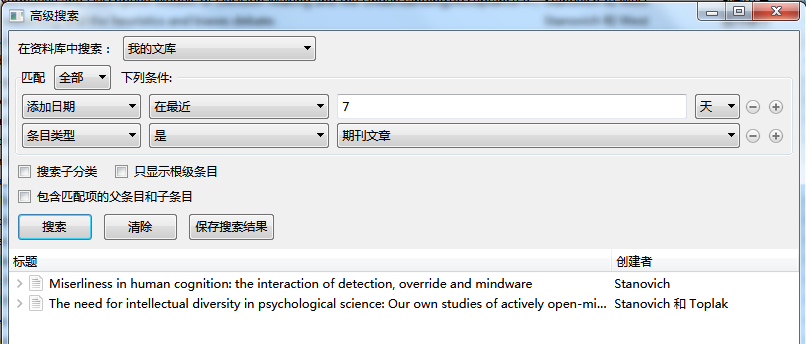 高级搜索
在资料库中搜索： 我的文库
匹配 全部 下列条件:
添加日期 在最近 7 天
条目类型 是 期刊文章
搜索子分类 只显示根级条目
包含匹配项的父条目和子条目
搜索 清除 保存搜索结果
标题 创建者
Miserliness in human cognition: the interaction of detection, override and mindware Stanovich
The need for intellectual diversity in psychological science: Our own studies of actively open-mi... Stanovich 和 Toplak